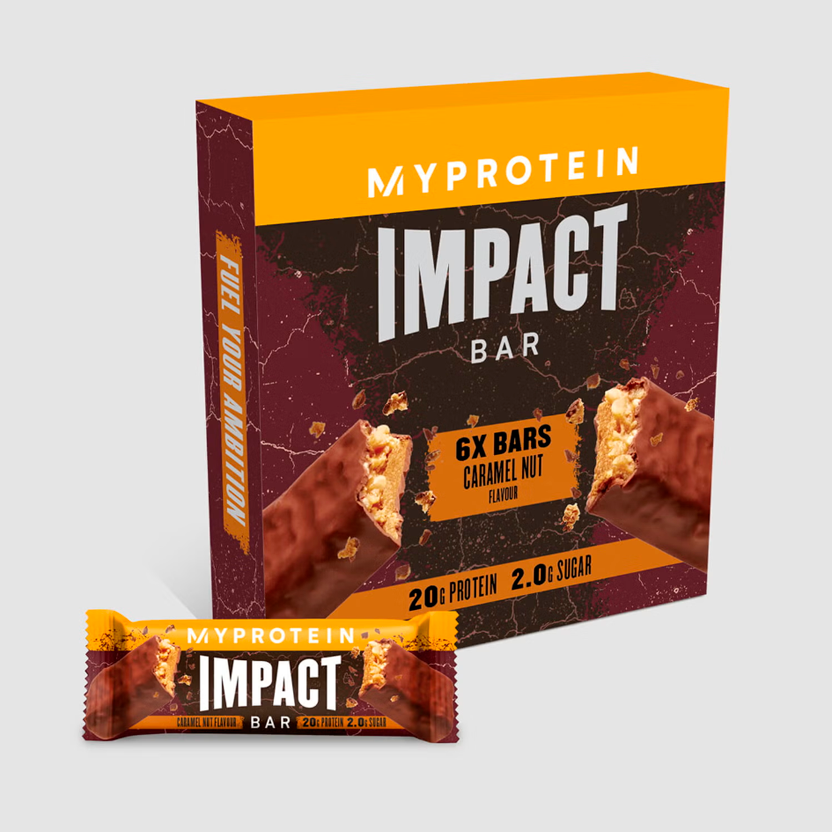 MYPROTEIN
IMPACT
BAR
6X BARS
CARAMEL NUT
FLAVOUR
20G PROTEIN 2.0G SUGAR
FUEL YOUR AMBITION
MYPROTEIN
IMPACT
CARAMEL NUT FLAVOUR BAR 20G PROTEIN 2.0G SUGAR